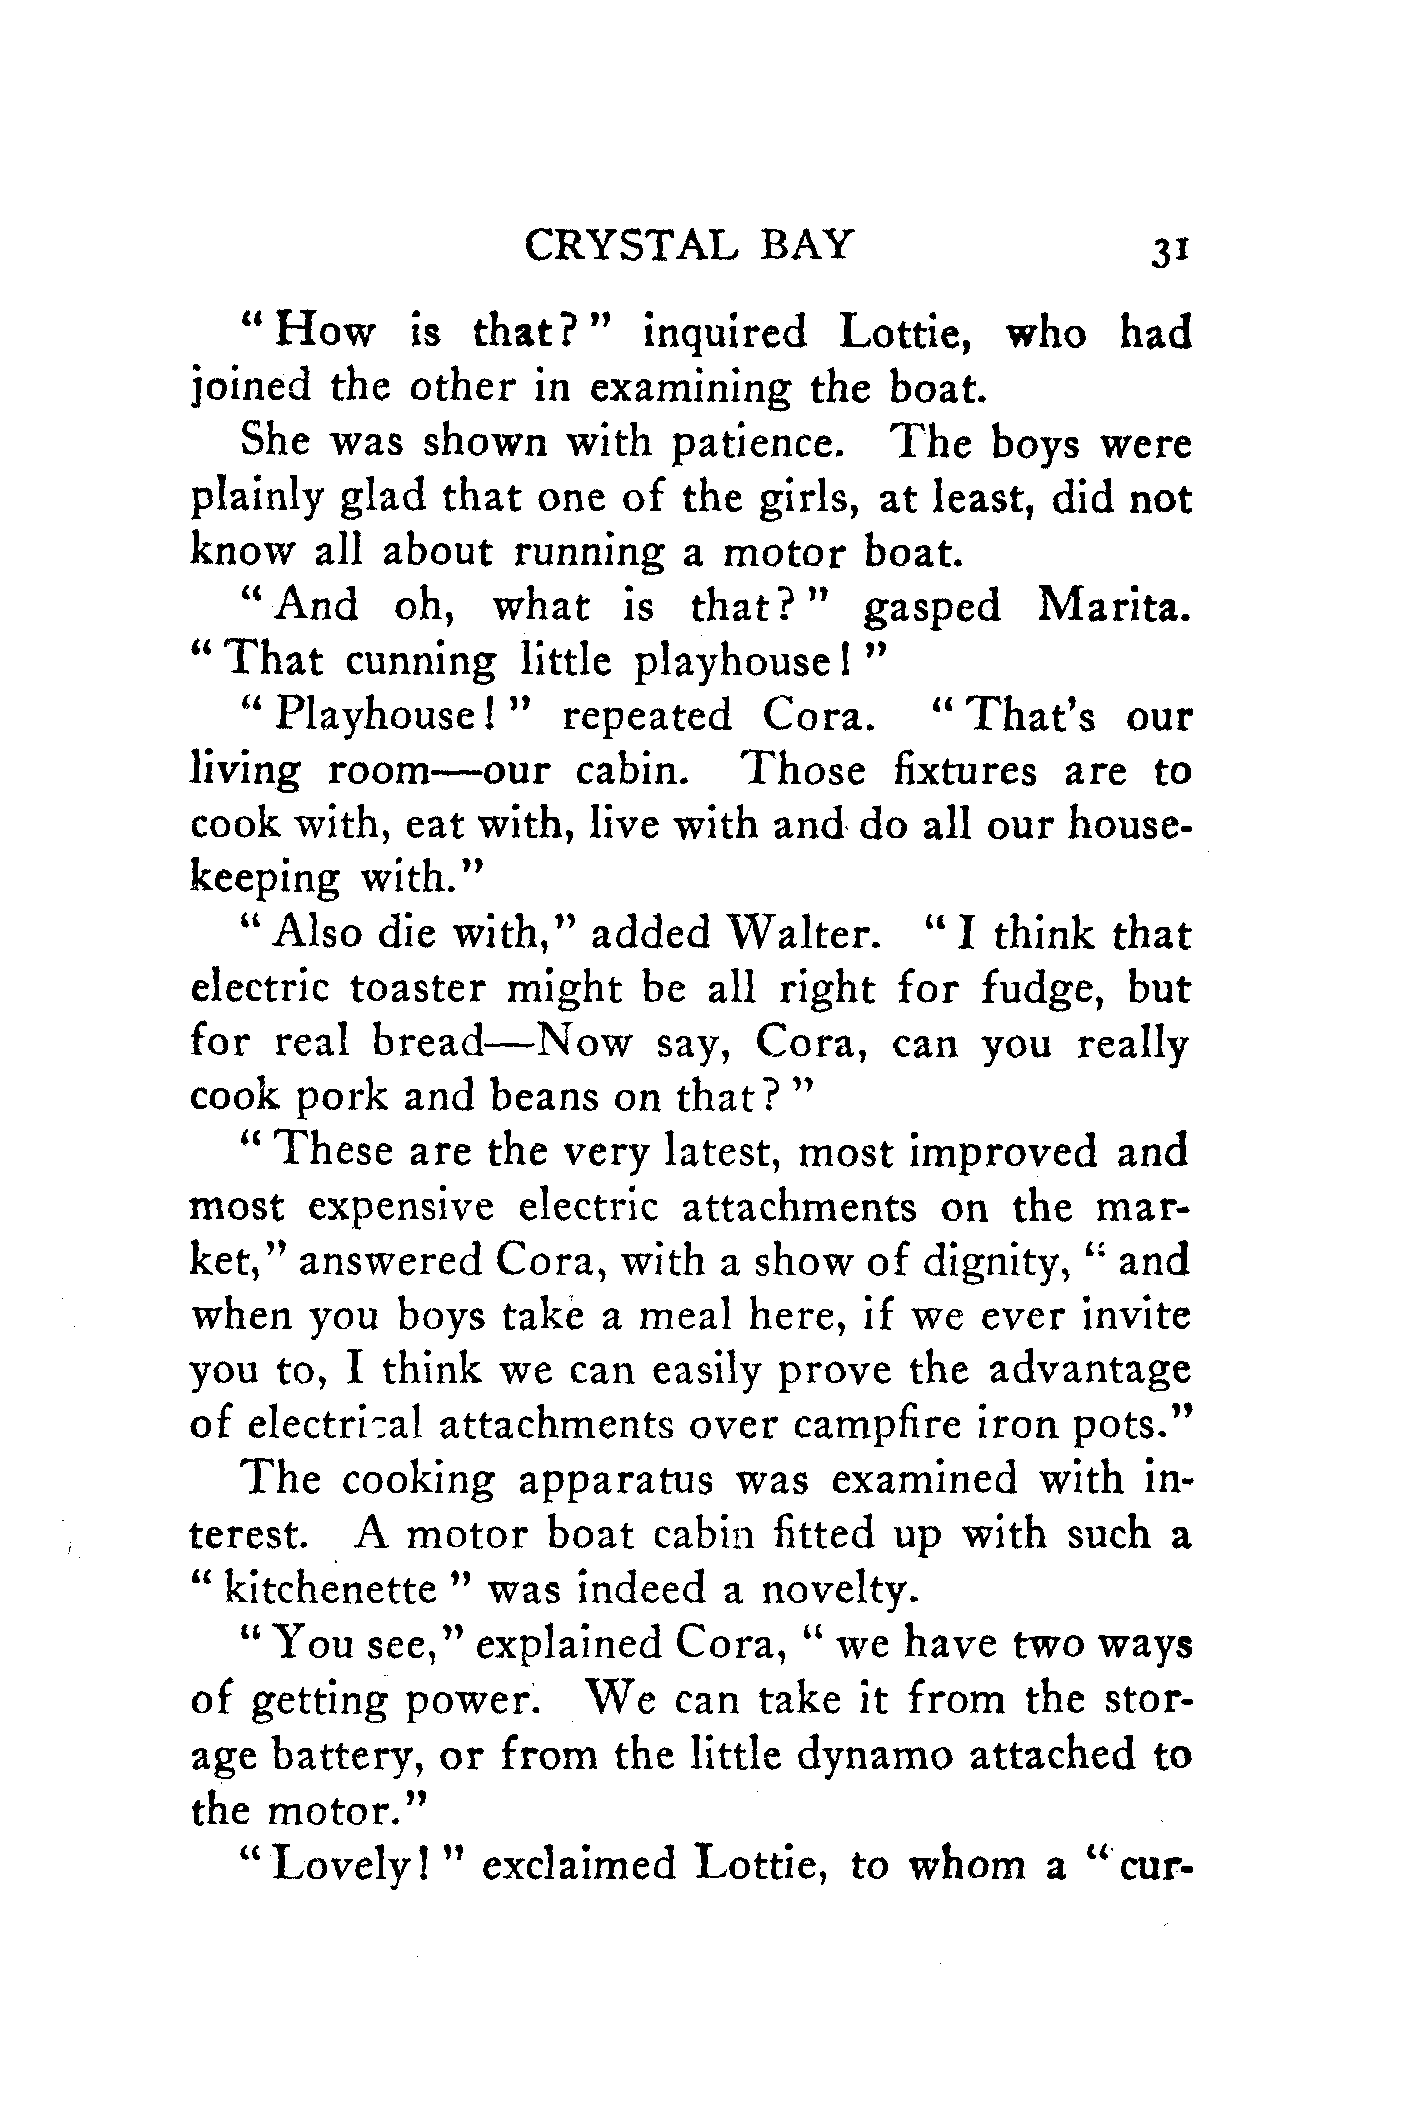 CRYSTAL BAY 31
“ How is that? ” inquired Lottie, who had
joined the other in examining the boat.
She was shown with patience. The boys were
plainly glad that one of the girls, at least, did not
know all about running a motor boat.
“ And oh, what is that? ” gasped Marita.
“ That cunning little playhouse! ”
“ Playhouse! ” repeated Cora. “ That's our
living room—our cabin. Those fixtures are to
cook with, eat with, live with and do all our house-
keeping with.”
“ Also die with,” added Walter. “ I think that
electric toaster might be all right for fudge, but
for real bread—Now say, Cora, can you really
cook pork and beans on that? ”
“ These are the very latest, most improved and
most expensive electric attachments on the mar-
ket,” answered Cora, with a show of dignity, “ and
when you boys take a meal here, if we ever invite
you to, I think we can easily prove the advantage
of electrical attachments over campfire iron pots.”
The cooking apparatus was examined with in-
terest. A motor boat cabin fitted up with such a
“ kitchenette ” was indeed a novelty.
“ You see,” explained Cora, “ we have two ways
of getting power. We can take it from the stor-
age battery, or from the little dynamo attached to
the motor.”
“ Lovely! ” exclaimed Lottie, to whom a “ cur-